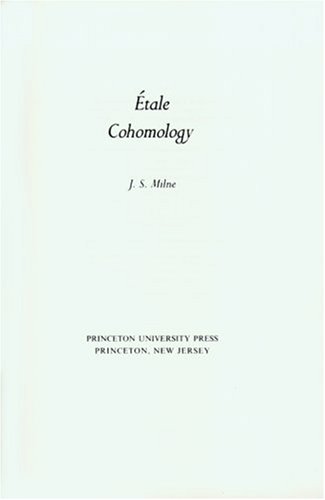 Étale
Cohomology
J. S. Milne
PRINCETON UNIVERSITY PRESS
PRINCETON, NEW JERSEY